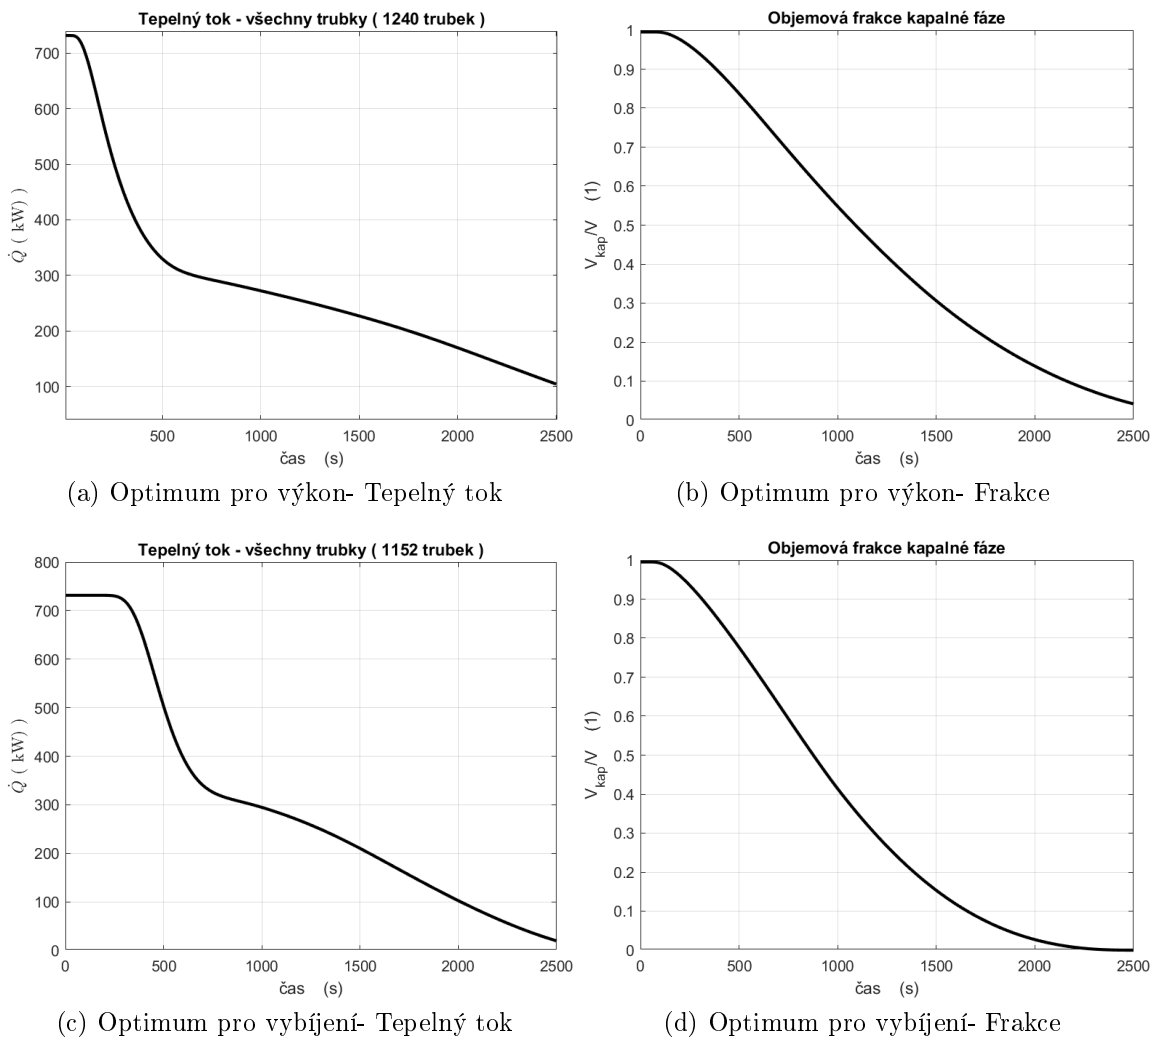 Tepelný tok - všechny trubky ( 1240 trubek )
700
600
500
400
300
200
100
Q̇ ( kW) )
500 1000 1500 2000 2500
čas (s)
(a) Optimum pro výkon- Tepelný tok
Objemová frakce kapalné fáze
1
0.9
0.8
0.7
0.6
0.5
0.4
0.3
0.2
0.1
0
V_kap/V (1)
0 500 1000 1500 2000 2500
čas (s)
(b) Optimum pro výkon- Frakce
Tepelný tok - všechny trubky ( 1152 trubek )
800
700
600
500
400
300
200
100
0
Q̇ ( kW) )
0 500 1000 1500 2000 2500
čas (s)
(c) Optimum pro vybíjení- Tepelný tok
Objemová frakce kapalné fáze
1
0.9
0.8
0.7
0.6
0.5
0.4
0.3
0.2
0.1
0
V_kap/V (1)
0 500 1000 1500 2000 2500
čas (s)
(d) Optimum pro vybíjení- Frakce